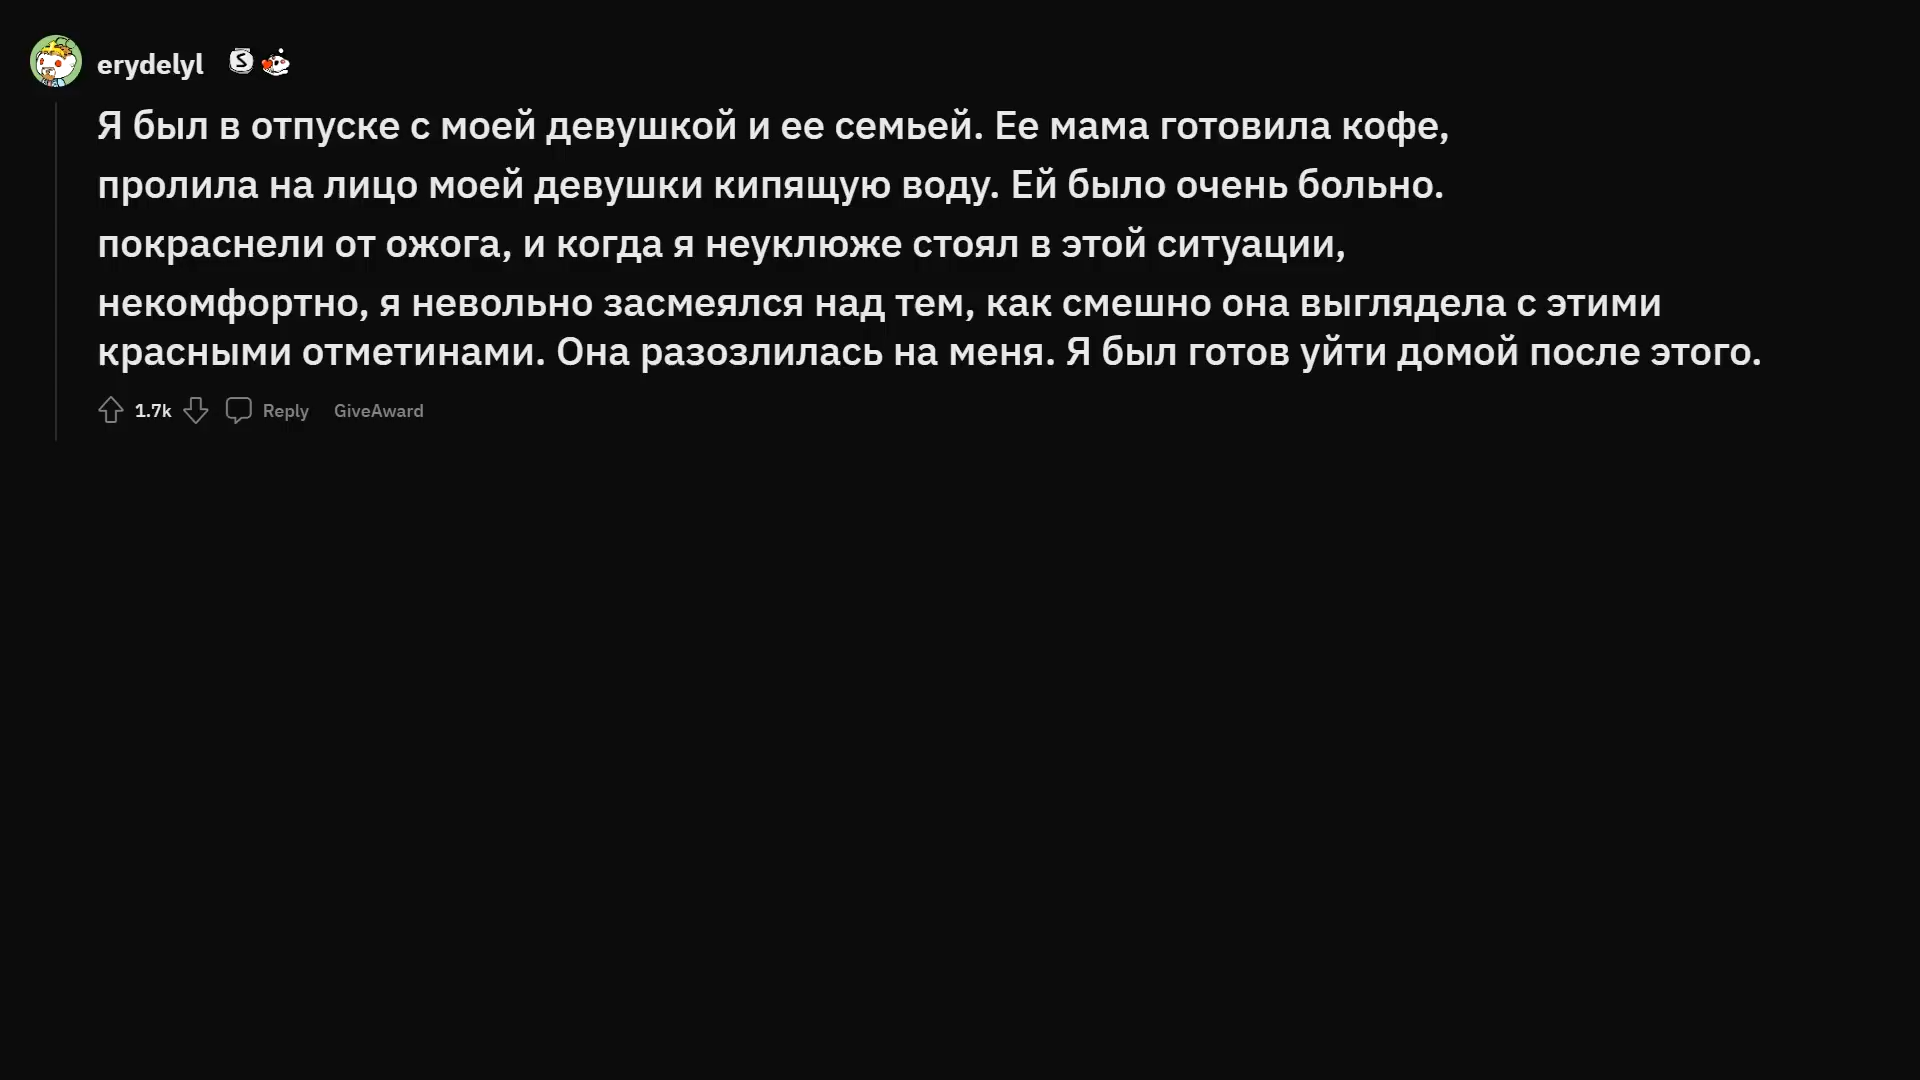 erydelyl
Я был в отпуске с моей девушкой и ее семьей. Ее мама готовила кофе,
пролила на лицо моей девушки кипящую воду. Ей было очень больно.
покраснели от ожога, и когда я неуклюже стоял в этой ситуации,
некомфортно, я невольно засмеялся над тем, как смешно она выглядела с этими
красными отметинами. Она разозлилась на меня. Я был готов уйти домой после этого.
1.7k Reply GiveAward